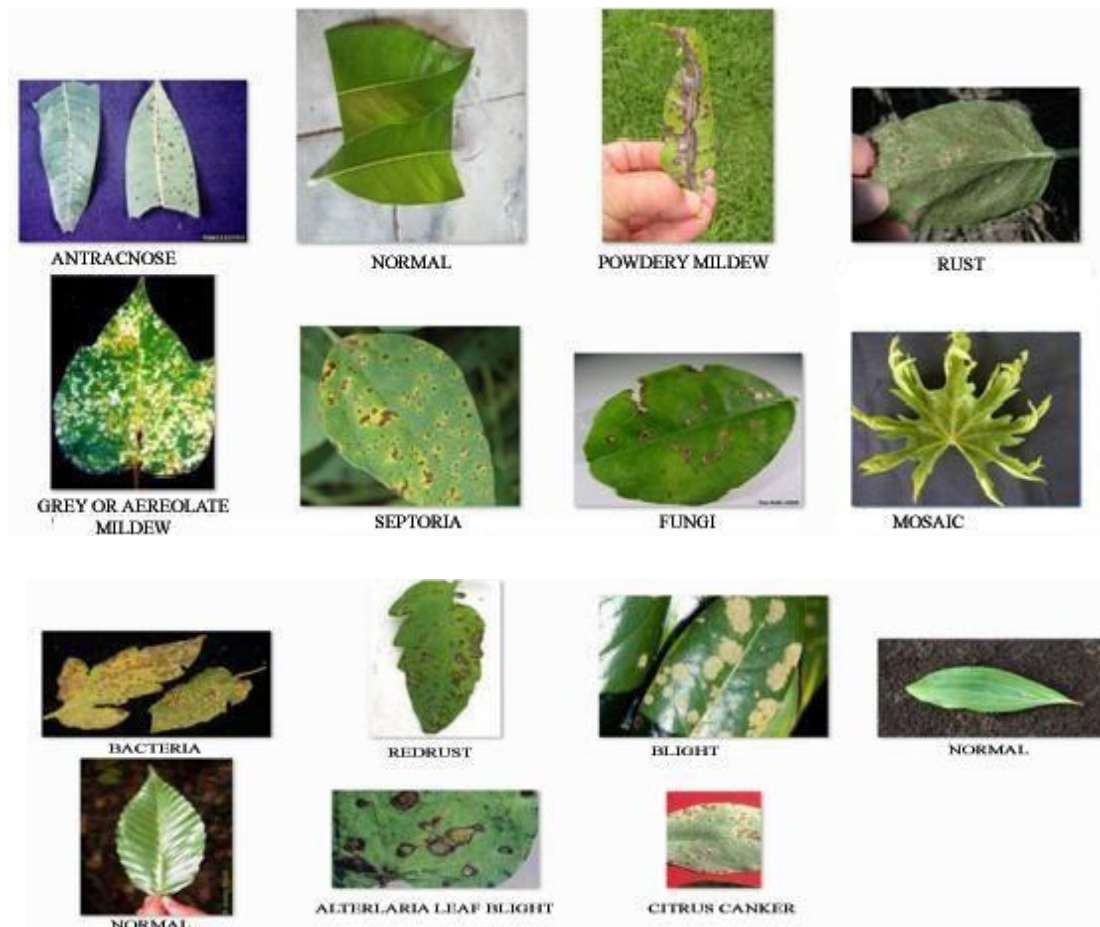 ANTRACNOSE
NORMAL
POWDERY MILDEW
RUST
GREY OR AEREOLATE
MILDEW
SEPTORIA
FUNGI
MOSAIC
BACTERIA
REDRUST
BLIGHT
NORMAL
NORMAL
ALTERLARIA LEAF BLIGHT
CITRUS CANKER